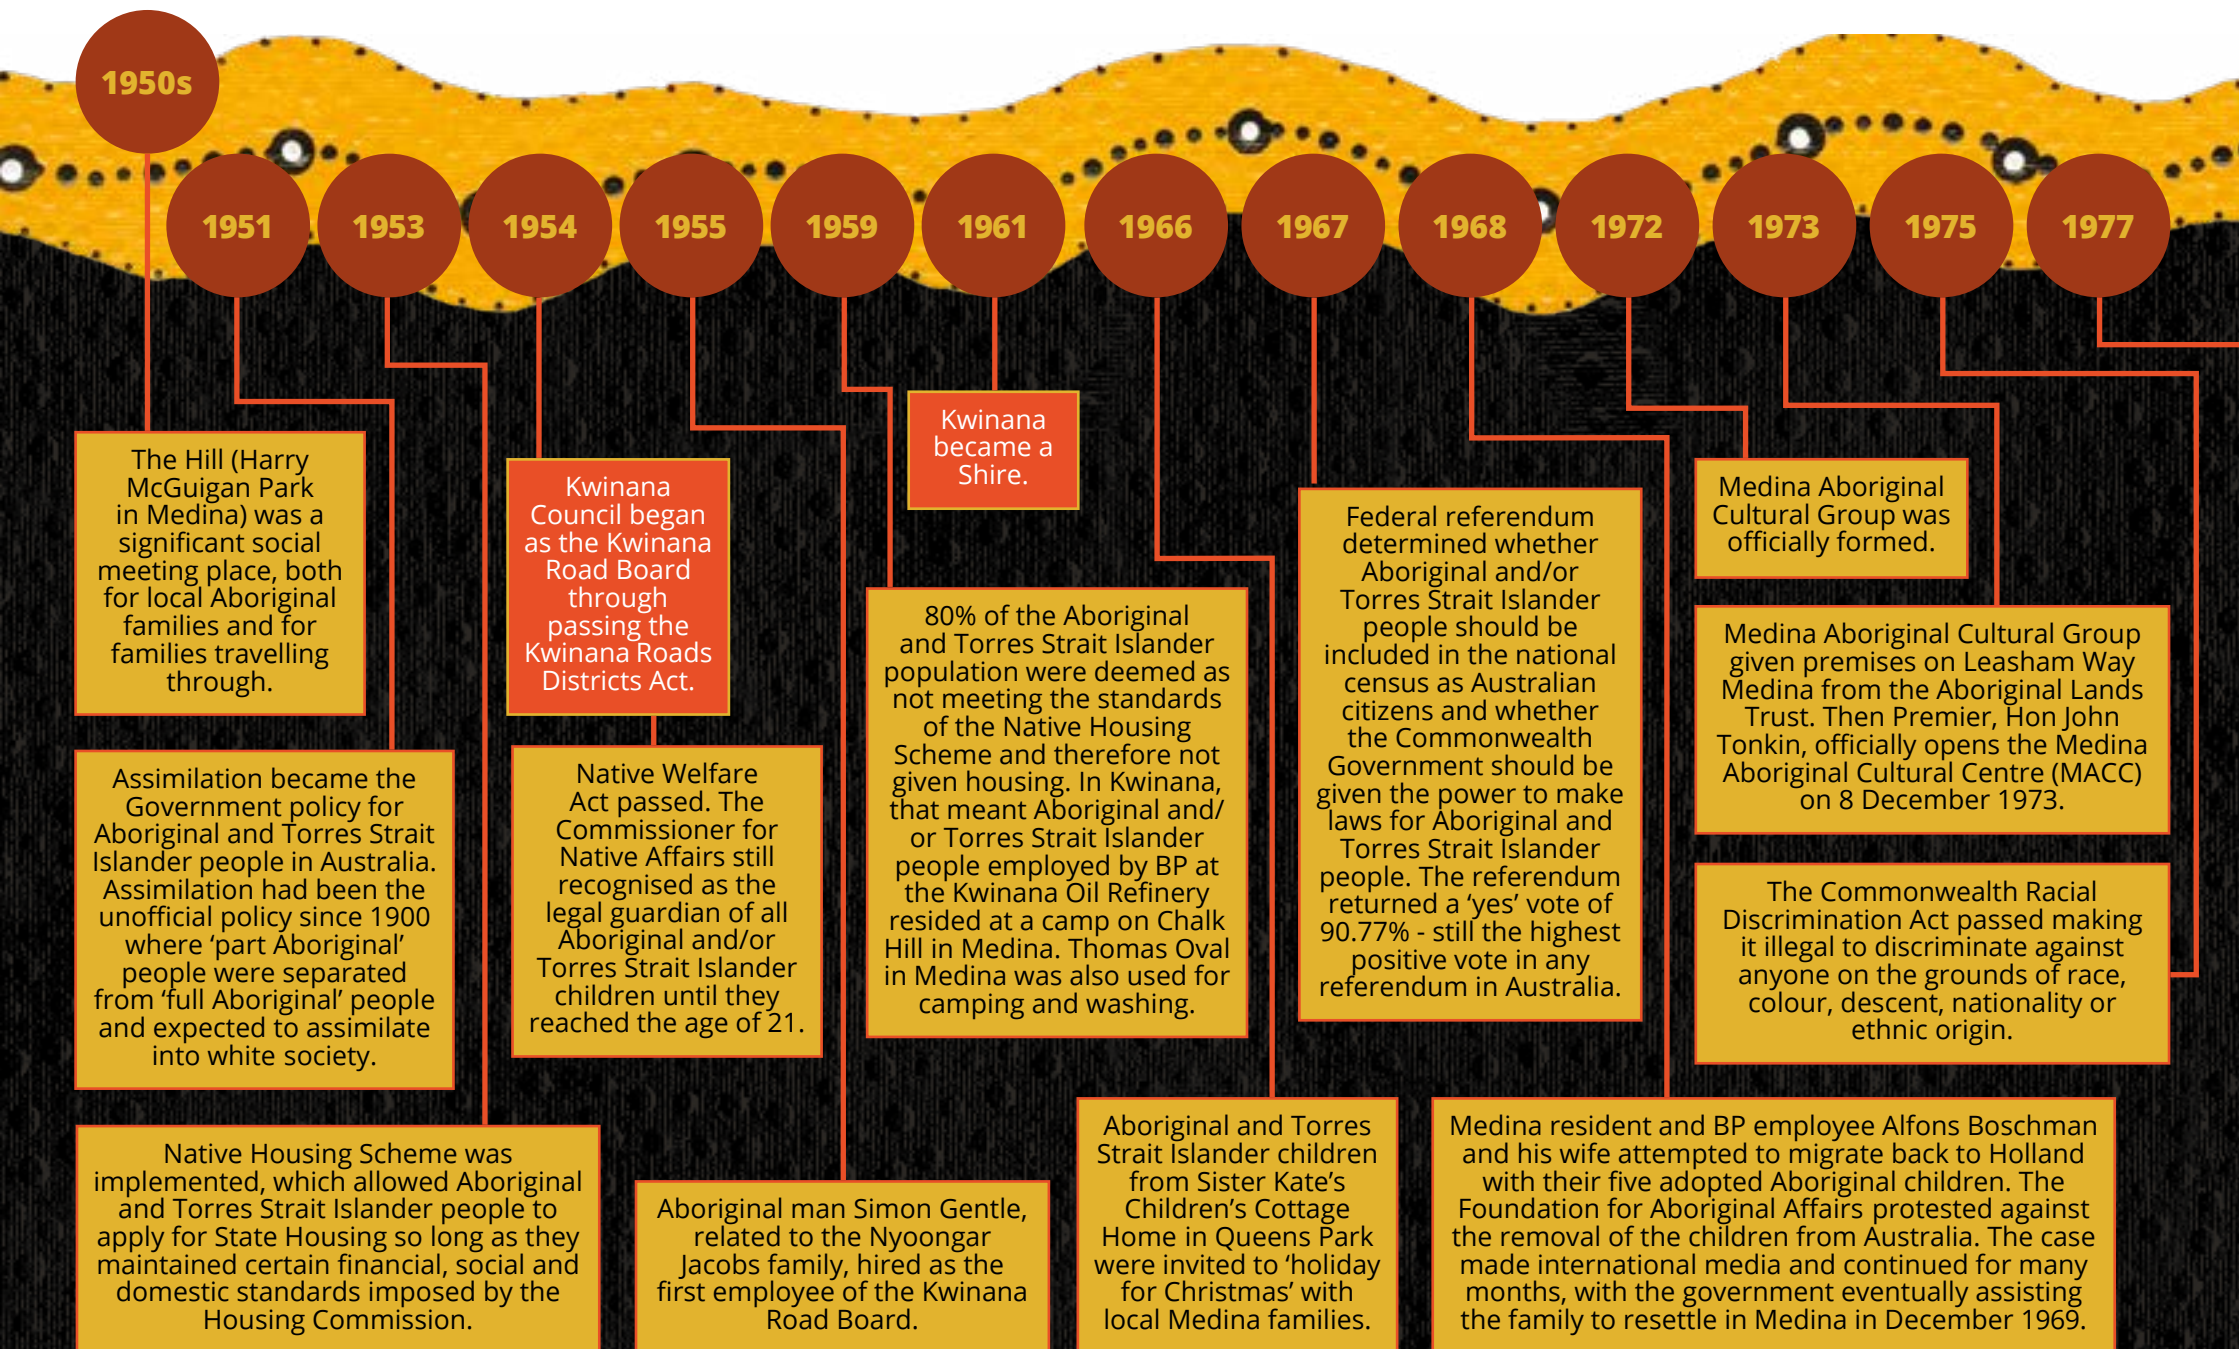 1950s
1951
1953
1954
1955
1959
1961
1966
1967
1968
1972
1973
1975
1977
The Hill (Harry
McGuigan Park
in Medina) was a
significant social
meeting place, both
for local Aboriginal
families and for
families travelling
through.
Assimilation became the
Government policy for
Aboriginal and Torres Strait
Islander people in Australia.
Assimilation had been the
unofficial policy since 1900
where ‘part Aboriginal’
people were separated
from ‘full Aboriginal’ people
and expected to assimilate
into white society.
Native Housing Scheme was
implemented, which allowed Aboriginal
and Torres Strait Islander people to
apply for State Housing so long as they
maintained certain financial, social and
domestic standards imposed by the
Housing Commission.
Kwinana
Council began
as the Kwinana
Road Board
through
passing the
Kwinana Roads
Districts Act.
Native Welfare
Act passed. The
Commissioner for
Native Affairs still
recognised as the
legal guardian of all
Aboriginal and/or
Torres Strait Islander
children until they
reached the age of 21.
Aboriginal man Simon Gentle,
related to the Nyoongar
Jacobs family, hired as the
first employee of the Kwinana
Road Board.
80% of the Aboriginal
and Torres Strait Islander
population were deemed as
not meeting the standards
of the Native Housing
Scheme and therefore not
given housing. In Kwinana,
that meant Aboriginal and/
or Torres Strait Islander
people employed by BP at
the Kwinana Oil Refinery
resided at a camp on Chalk
Hill in Medina. Thomas Oval
in Medina was also used for
camping and washing.
Kwinana
became a
Shire.
Aboriginal and Torres
Strait Islander children
from Sister Kate’s
Children’s Cottage
Home in Queens Park
were invited to ‘holiday
for Christmas’ with
local Medina families.
Federal referendum
determined whether
Aboriginal and/or
Torres Strait Islander
people should be
included in the national
census as Australian
citizens and whether
the Commonwealth
Government should be
given the power to make
laws for Aboriginal and
Torres Strait Islander
people. The referendum
returned a ‘yes’ vote of
90.77% - still the highest
positive vote in any
referendum in Australia.
Medina resident and BP employee Alfons Boschman
and his wife attempted to migrate back to Holland
with their five adopted Aboriginal children. The
Foundation for Aboriginal Affairs protested against
the removal of the children from Australia. The case
made international media and continued for many
months, with the government eventually assisting
the family to resettle in Medina in December 1969.
Medina Aboriginal
Cultural Group was
officially formed.
Medina Aboriginal Cultural Group
given premises on Leasham Way
Medina from the Aboriginal Lands
Trust. Then Premier, Hon John
Tonkin, officially opens the Medina
Aboriginal Cultural Centre (MACC)
on 8 December 1973.
The Commonwealth Racial
Discrimination Act passed making
it illegal to discriminate against
anyone on the grounds of race,
colour, descent, nationality or
ethnic origin.